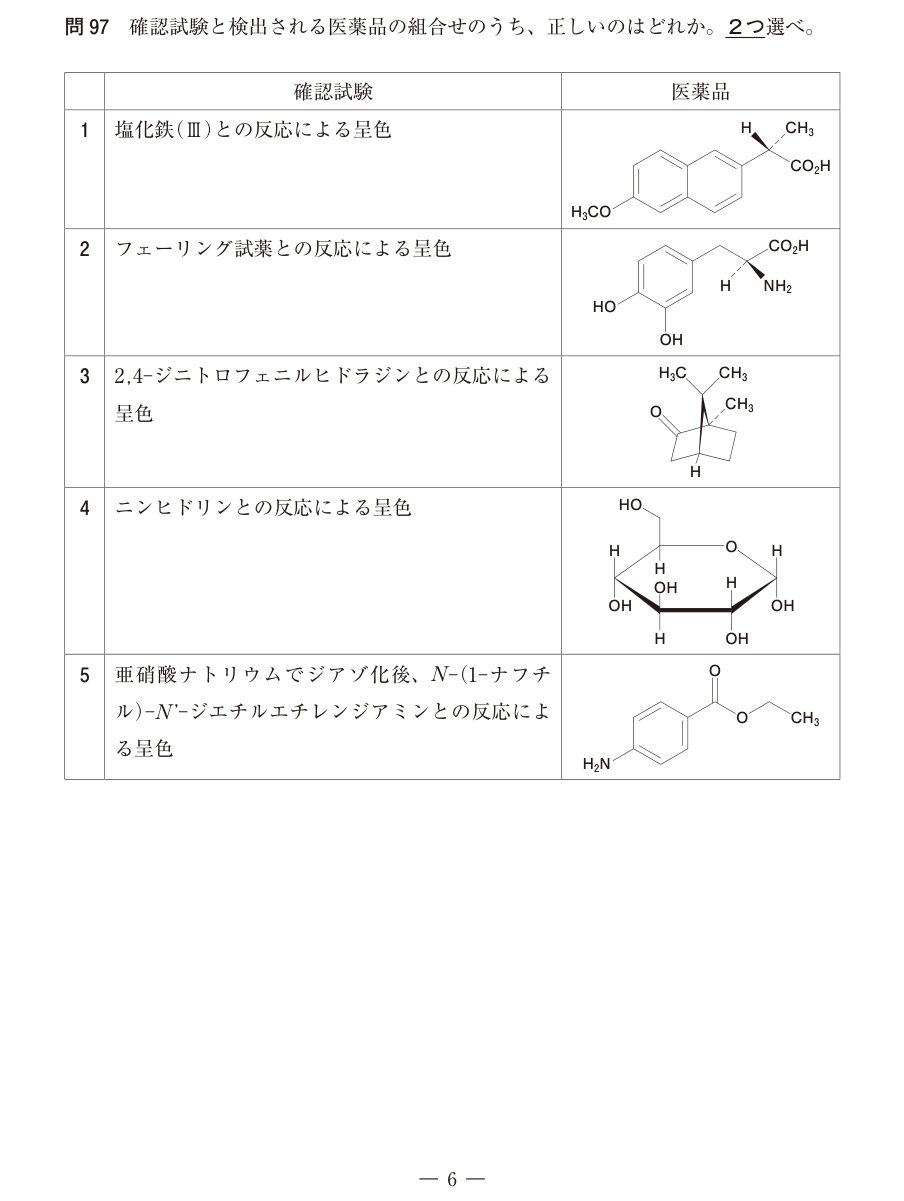 問 97　確認試験と検出される医薬品の組合せのうち、正しいのはどれか。２つ選べ。
確認試験　医薬品
1　塩化鉄(Ⅲ)との反応による呈色
H　CH3
CO2H
H3CO
2　フェーリング試薬との反応による呈色
CO2H
H　NH2
HO
OH
3　2,4-ジニトロフェニルヒドラジンとの反応による
呈色
H3C　CH3
CH3
O
H
4　ニンヒドリンとの反応による呈色
HO
H　O　H
H
OH　H
OH　OH
H　OH
5　亜硝酸ナトリウムでジアゾ化後、N-(1-ナフチ
ル)-N’-ジエチルエチレンジアミンとの反応によ
る呈色
O
O　CH3
H2N
— 6 —